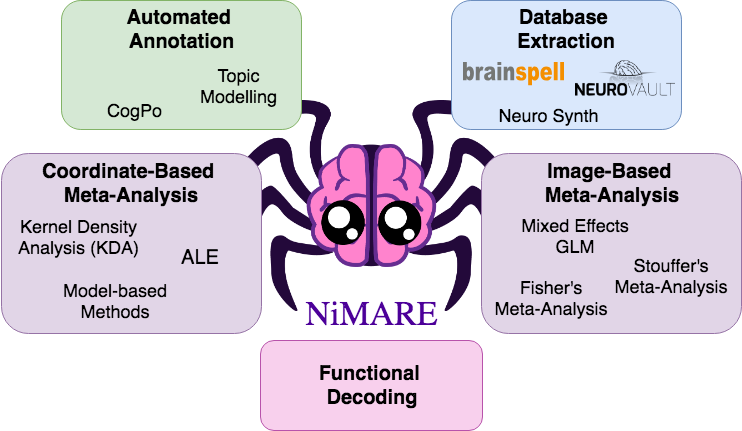 Automated
Annotation
Topic
Modelling
CogPo
Database
Extraction
brainspell
NEUROVAULT
Neuro Synth
Coordinate-Based
Meta-Analysis
Kernel Density
Analysis (KDA)
ALE
Model-based
Methods
Image-Based
Meta-Analysis
Mixed Effects
GLM
Stouffer's
Meta-Analysis
Fisher's
Meta-Analysis
NiMARE
Functional
Decoding